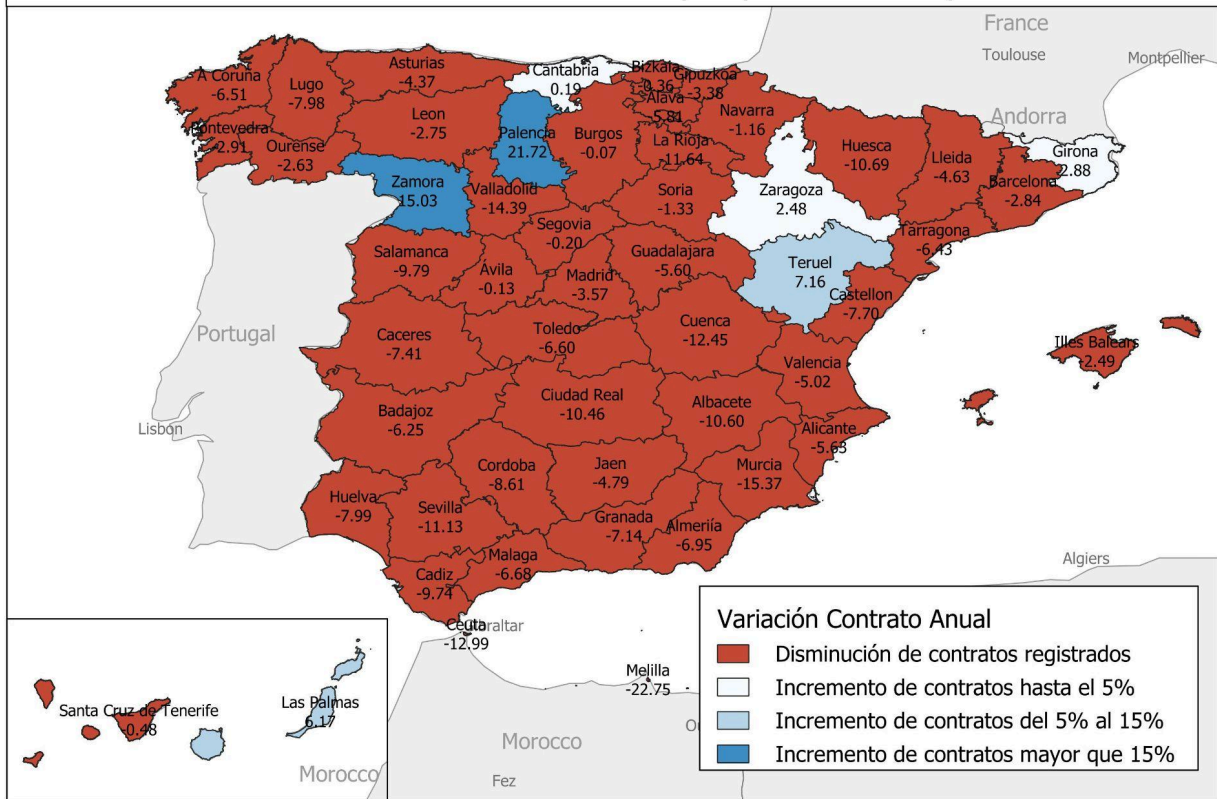 France
Toulouse
Montpellier
Andorra
A Coruña
-6.51
Lugo
-7.98
Asturias
-4.37
Cantabria
0.19
Bizkaia
-0.36
Gipuzkoa
-3.38
Alava
-5.81
Navarra
-1.16
Leon
-2.75
Palencia
21.72
Burgos
-0.07
La Rioja
-11.64
Huesca
-10.69
Lleida
-4.63
Girona
2.88
Barcelona
-2.84
Pontevedra
-2.91
Ourense
-2.63
Zamora
15.03
Valladolid
-14.39
Soria
-1.33
Zaragoza
2.48
Tarragona
-6.43
Segovia
-0.20
Salamanca
-9.79
Ávila
-0.13
Madrid
-3.57
Guadalajara
-5.60
Teruel
7.16
Castellon
-7.70
Portugal
Caceres
-7.41
Toledo
-6.60
Cuenca
-12.45
Valencia
-5.02
Illes Balears
-2.49
Lisbon
Badajoz
-6.25
Ciudad Real
-10.46
Albacete
-10.60
Alicante
-5.63
Cordoba
-8.61
Jaen
-4.79
Murcia
-15.37
Huelva
-7.99
Sevilla
-11.13
Granada
-7.14
Almeriía
-6.95
Malaga
-6.68
Cadiz
-9.74
Algiers
Ceuta
-12.99
Gibraltar
Melilla
-22.75
Morocco
Fez
Santa Cruz de Tenerife
-0.48
Las Palmas
6.17
Morocco
Variación Contrato Anual
Disminución de contratos registrados
Incremento de contratos hasta el 5%
Incremento de contratos del 5% al 15%
Incremento de contratos mayor que 15%